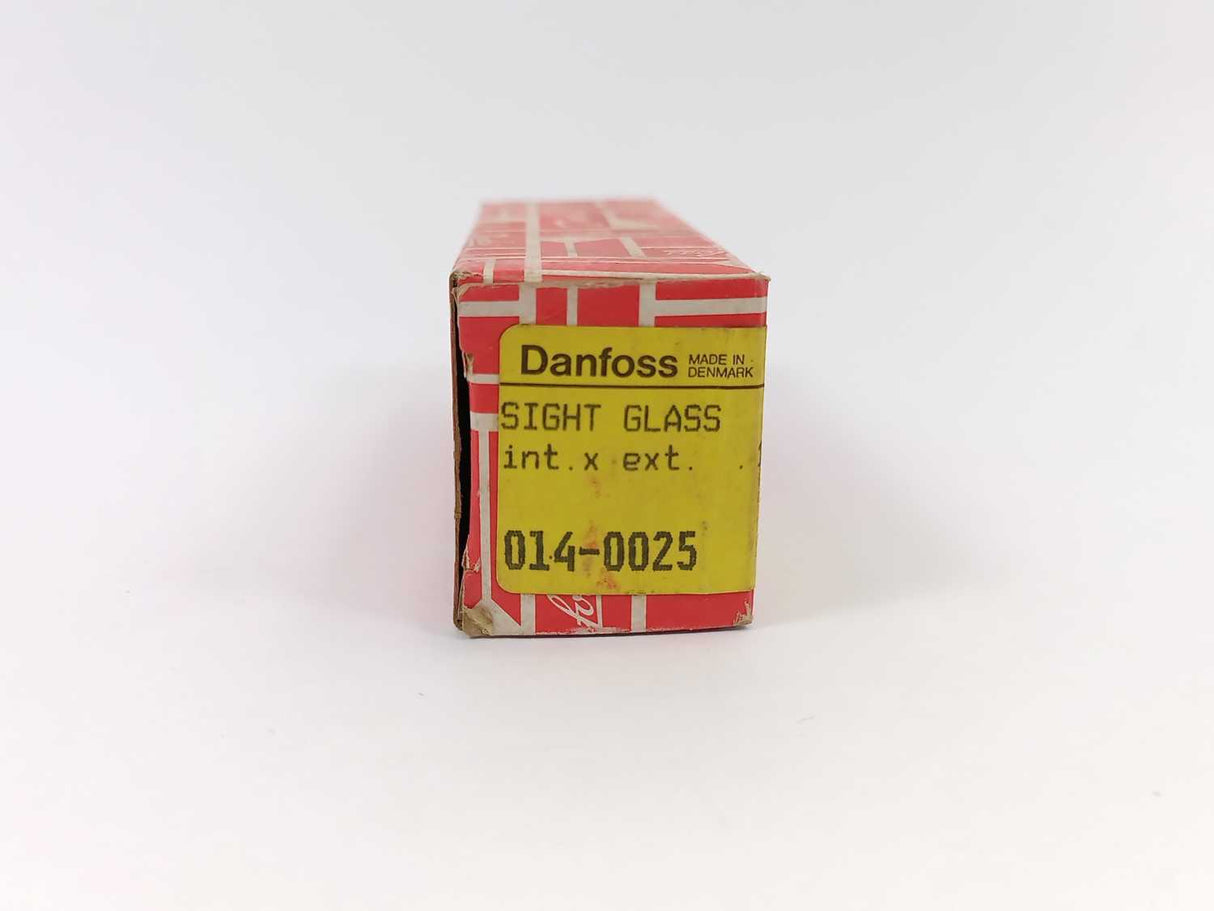 Danfoss MADE IN
DENMARK
SIGHT GLASS
int.x ext.
014-0025